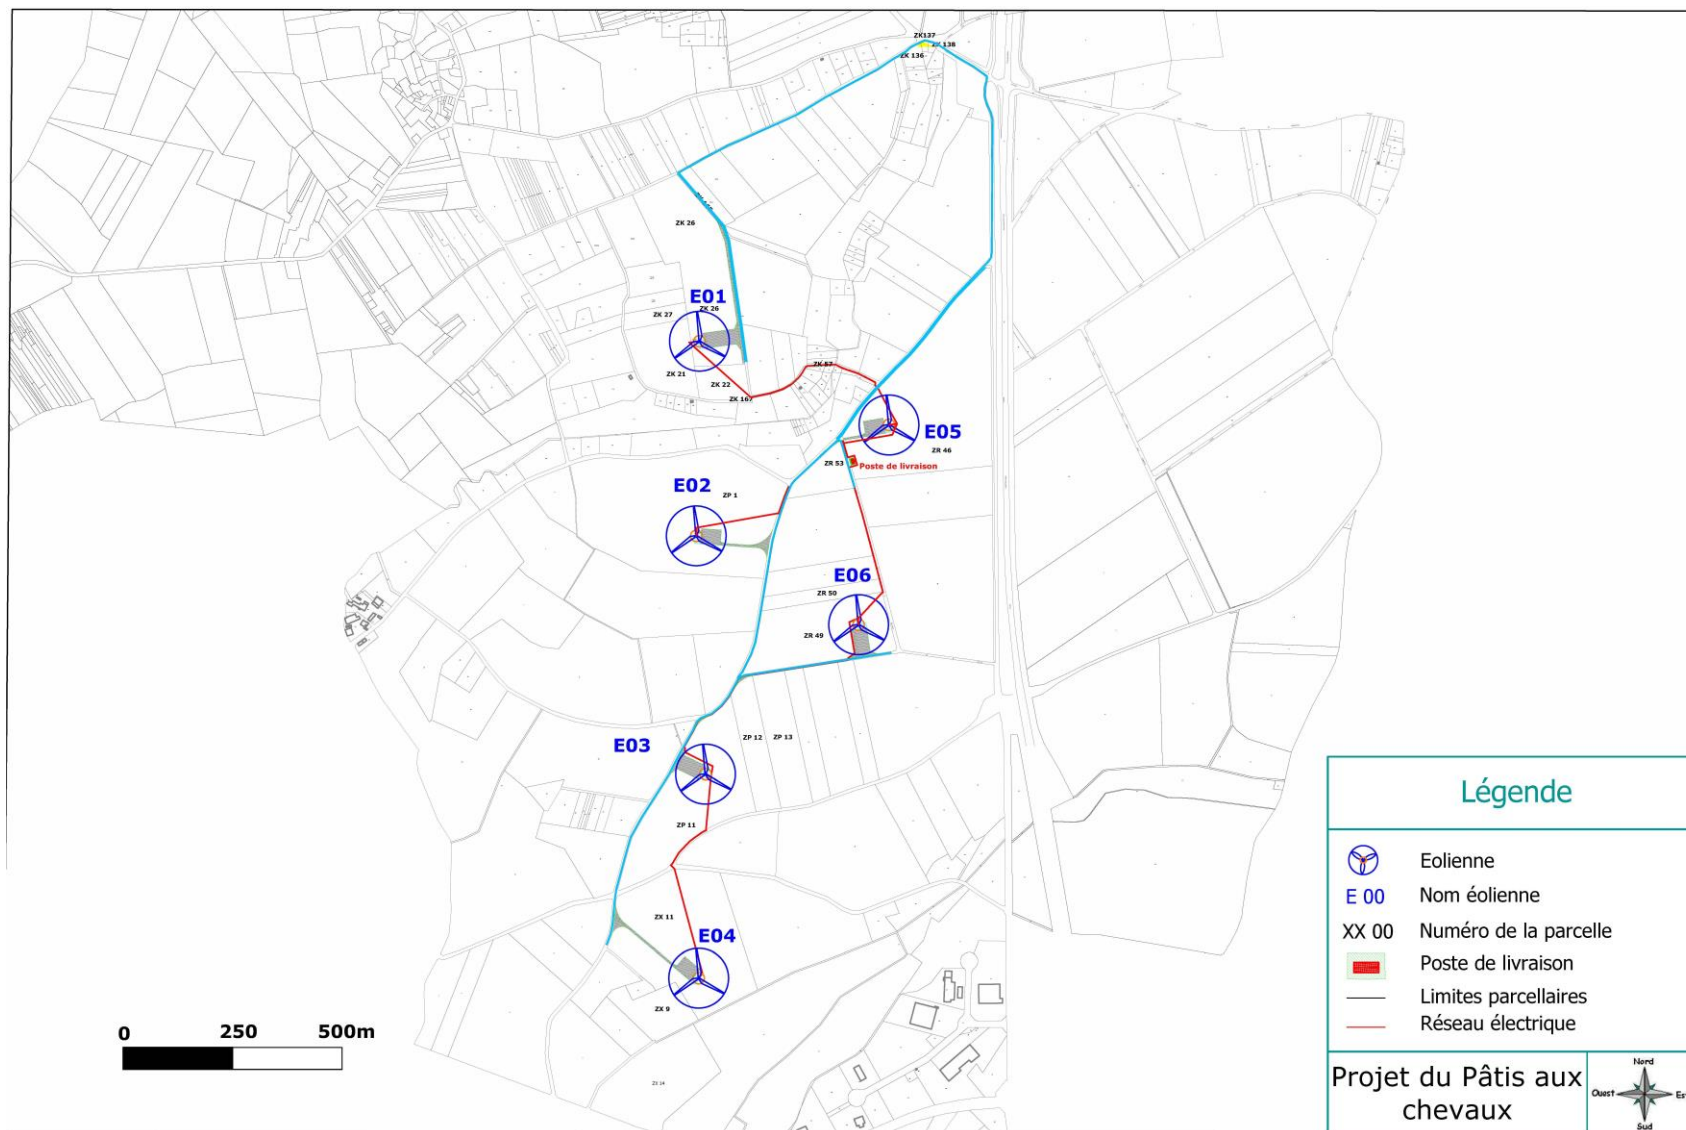 ZK137
ZK 138
ZK 136
ZK 26
E01
ZK 26
ZK 27
ZK 21
ZK 22
ZK 57
ZK 167
E05
ZR 46
ZR 53
Poste de livraison
E02
ZP 1
E06
ZR 50
ZR 49
E03
ZP 12
ZP 13
ZP 11
ZX 11
E04
ZX 9
0 250 500m
Légende
Eolienne
E 00 Nom éolienne
XX 00 Numéro de la parcelle
Poste de livraison
Limites parcellaires
Réseau électrique
Projet du Pâtis aux
chevaux
Nord
Ouest
Est
Sud